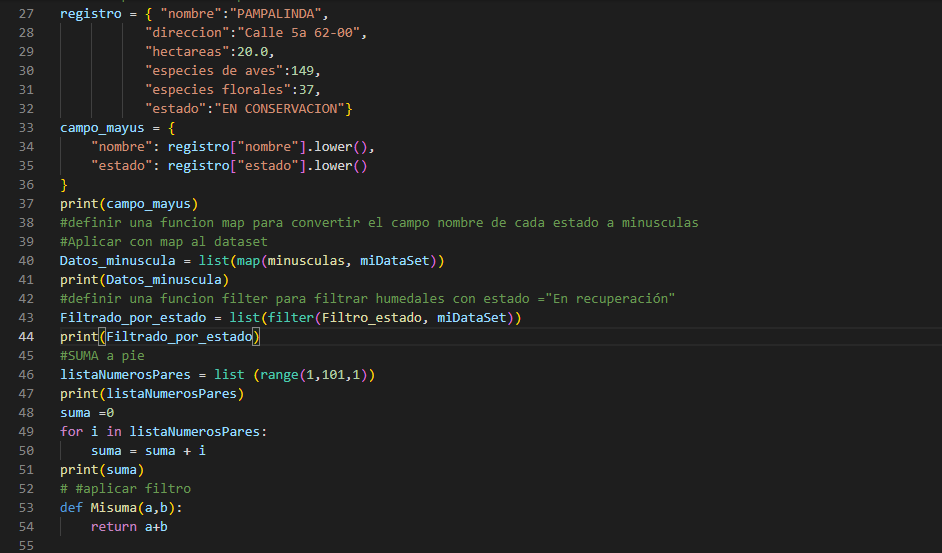 27 registro = { "nombre":"PAMPALINDA",
28 "direccion":"Calle 5a 62-00",
29 "hectareas":20.0,
30 "especies de aves":149,
31 "especies florales":37,
32 "estado":"EN CONSERVACION"}
33 campo_mayus = {
34 "nombre": registro["nombre"].lower(),
35 "estado": registro["estado"].lower()
36 }
37 print(campo_mayus)
38 #definir una funcion map para convertir el campo nombre de cada estado a minusculas
39 #Aplicar con map al dataset
40 Datos_minuscula = list(map(minusculas, miDataSet))
41 print(Datos_minuscula)
42 #definir una funcion filter para filtrar humedales con estado ="En recuperación"
43 Filtrado_por_estado = list(filter(Filtro_estado, miDataSet))
44 print(Filtrado_por_estado)
45 #SUMA a pie
46 listaNumerosPares = list (range(1,101,1))
47 print(listaNumerosPares)
48 suma =0
49 for i in listaNumerosPares:
50 suma = suma + i
51 print(suma)
52 # #aplicar filtro
53 def Misuma(a,b):
54 return a+b
55